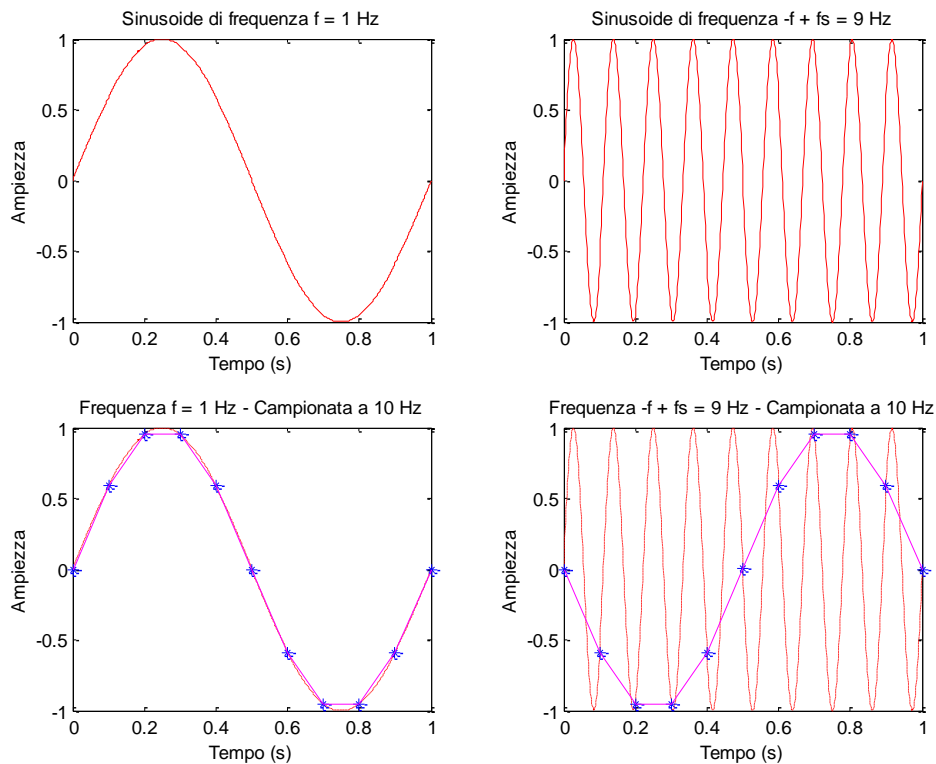 Sinusoide di frequenza f = 1 Hz
1
0.5
0
-0.5
-1
Ampiezza
0 0.2 0.4 0.6 0.8 1
Tempo (s)
Sinusoide di frequenza -f + fs = 9 Hz
1
0.5
0
-0.5
-1
Ampiezza
0 0.2 0.4 0.6 0.8 1
Tempo (s)
Frequenza f = 1 Hz - Campionata a 10 Hz
1
0.5
0
-0.5
-1
Ampiezza
0 0.2 0.4 0.6 0.8 1
Tempo (s)
Frequenza -f + fs = 9 Hz - Campionata a 10 Hz
1
0.5
0
-0.5
-1
Ampiezza
0 0.2 0.4 0.6 0.8 1
Tempo (s)